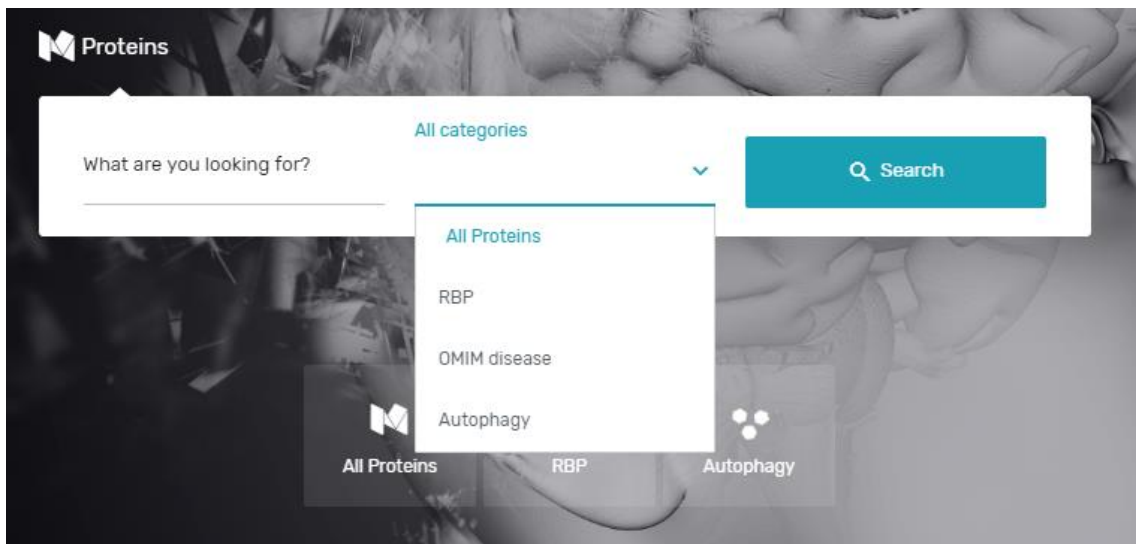 Proteins
All categories
What are you looking for?
Search
All Proteins
RBP
OMIM disease
Autophagy
All Proteins
RBP
Autophagy